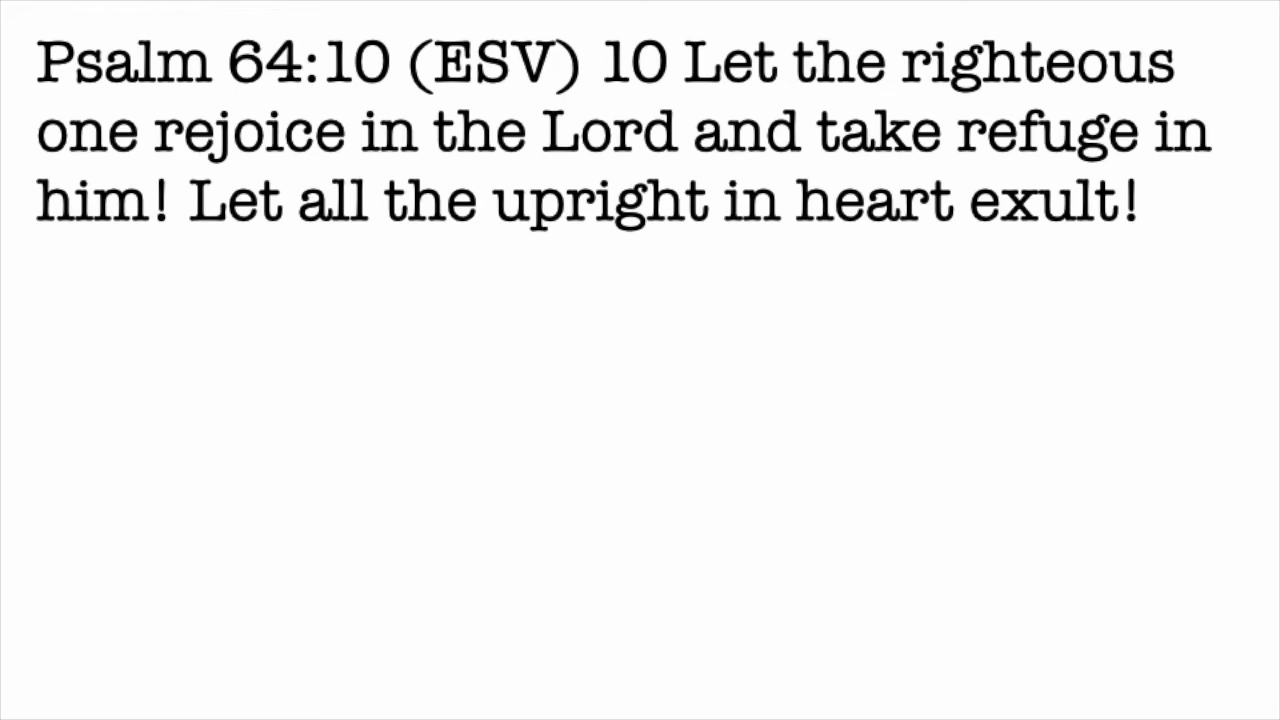 Psalm 64:10 (ESV) 10 Let the righteous
one rejoice in the Lord and take refuge in
him! Let all the upright in heart exult!